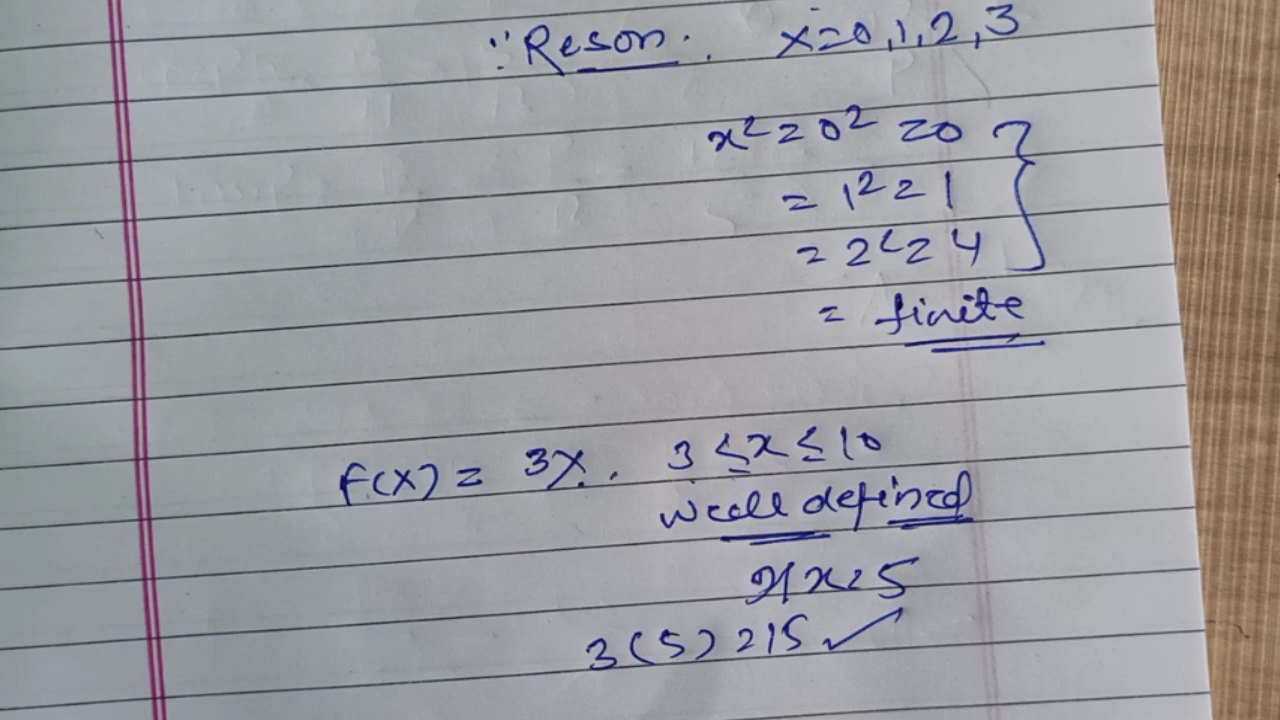 ∵ Reson. x=0,1,2,3
x² = 0² = 0
= 1² = 1
= 2² = 4
= finite
f(x) = 3x. 3 ≤ x ≤ 10
well defined
x = 5
3(5) = 15 ✓